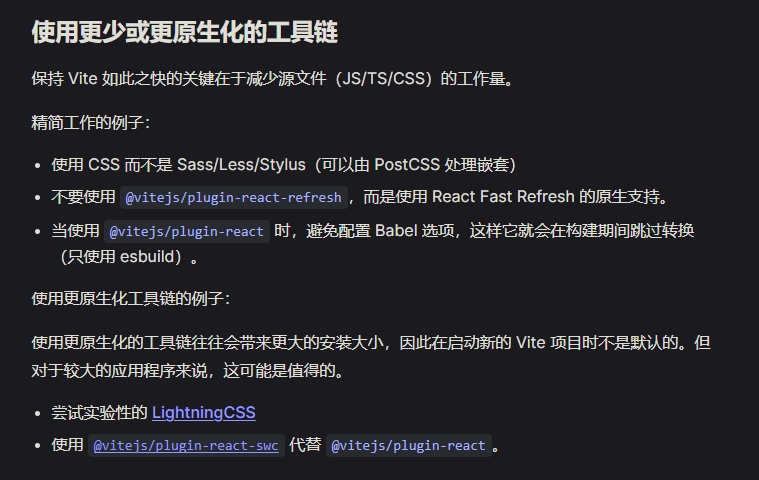 使用更少或更原生化的工具链
保持 Vite 如此之快的关键在于减少源文件（JS/TS/CSS）的工作量。
精简工作的例子：
• 使用 CSS 而不是 Sass/Less/Stylus（可以由 PostCSS 处理嵌套）
• 不要使用 @vitejs/plugin-react-refresh，而是使用 React Fast Refresh 的原生支持。
• 当使用 @vitejs/plugin-react 时，避免配置 Babel 选项，这样它就会在构建期间跳过转换
（只使用 esbuild）。
使用更原生化工具链的例子：
使用更原生化的工具链往往会带来更大的安装大小，因此在启动新的 Vite 项目时不是默认的。但
对于较大的应用程序来说，这可能是值得的。
• 尝试实验性的 LightningCSS
• 使用 @vitejs/plugin-react-swc 代替 @vitejs/plugin-react。